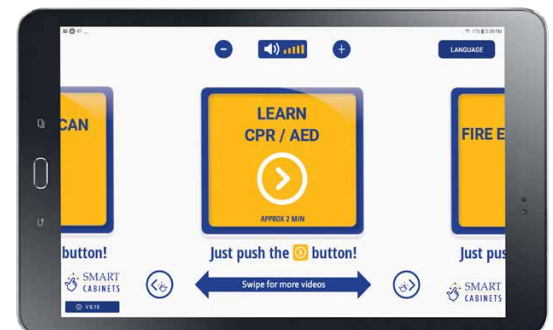 LANGUAGE
CAN
LEARN
CPR / AED
APPROX 2 MIN
FIRE E
button!
Just push the button!
Just pus
SMART
CABINETS
Swipe for more videos
SMART
CABINETS